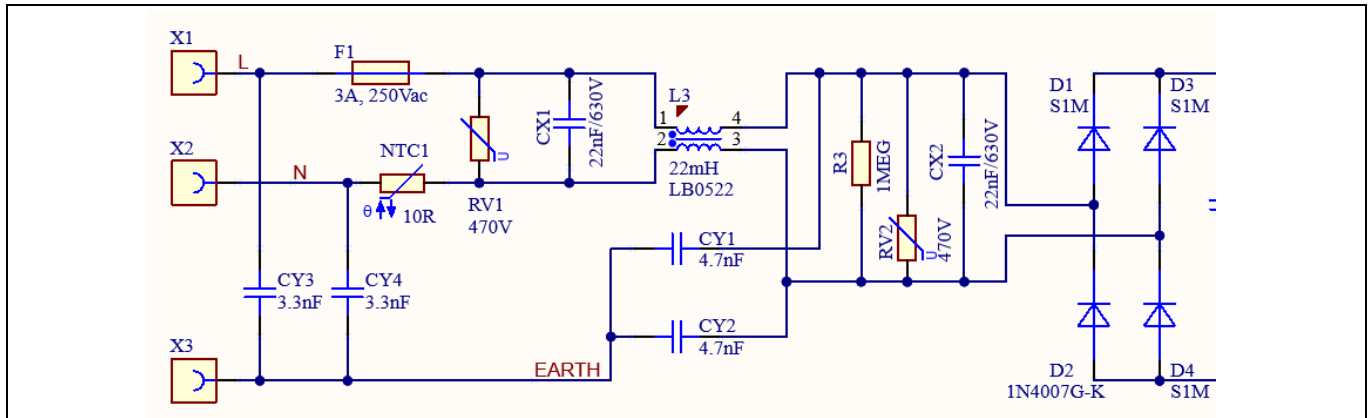 X1
L
F1
3A, 250Vac
X2
N
NTC1
θ
10R
RV1
470V
U
CX1
22nF/630V
L3
1
2
4
3
22mH
LB0522
R3
1MEG
RV2
470V
U
CX2
22nF/630V
D1
S1M
D3
S1M
CY1
4.7nF
CY2
4.7nF
CY3
3.3nF
CY4
3.3nF
X3
EARTH
D2
1N4007G-K
D4
S1M